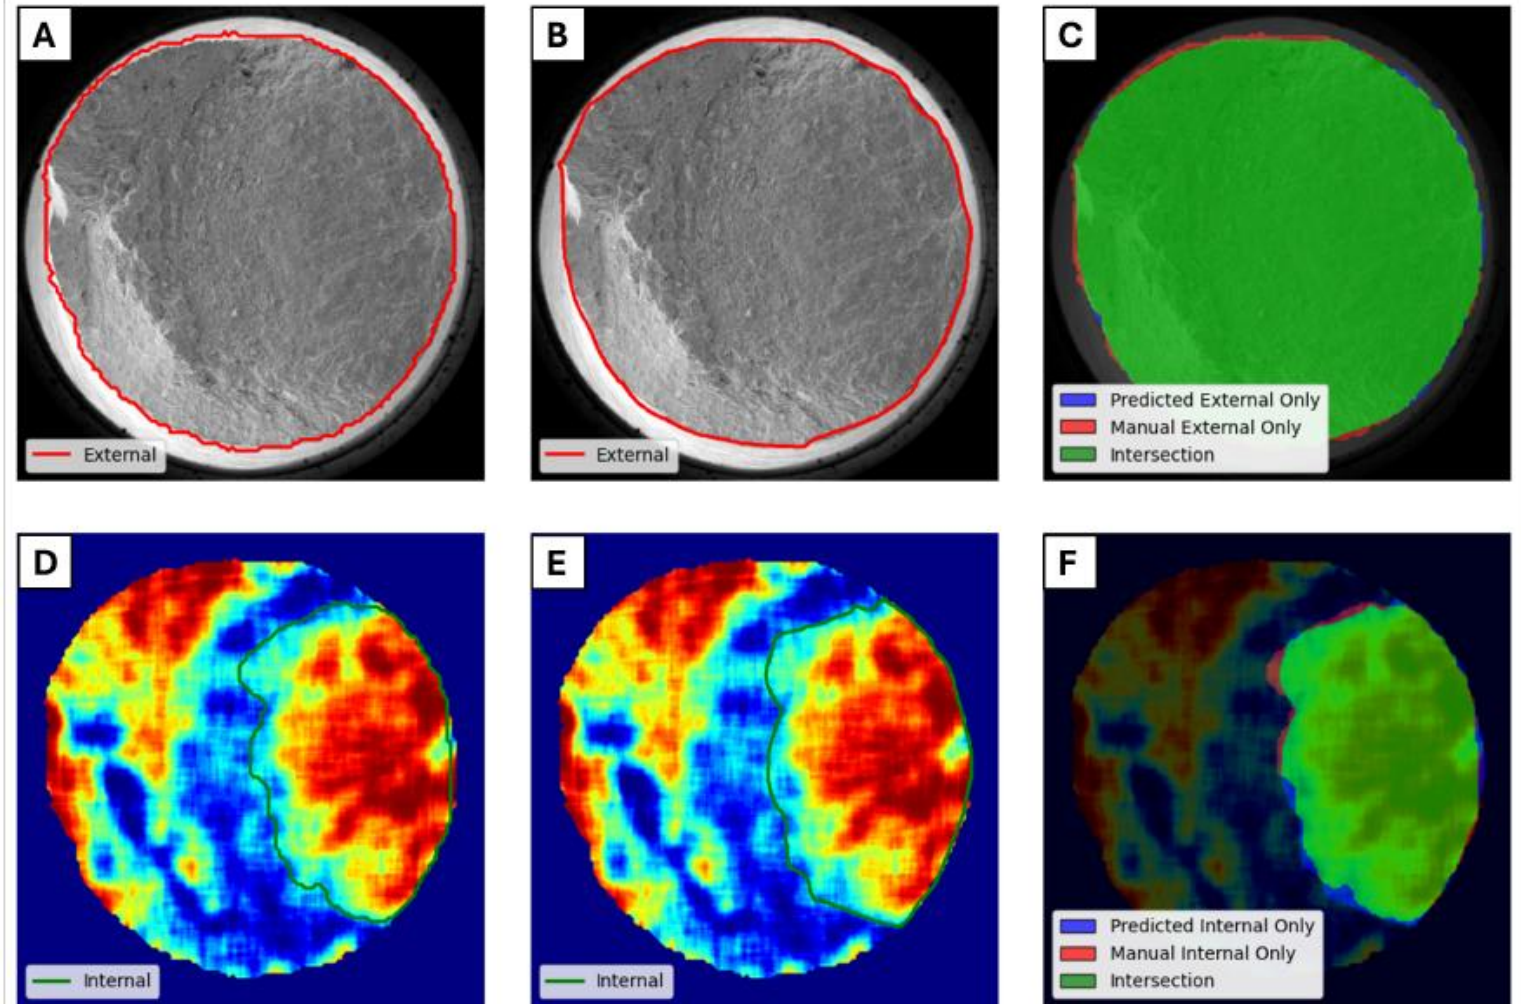 A
B
C
External
External
Predicted External Only
Manual External Only
Intersection
D
E
F
Internal
Internal
Predicted Internal Only
Manual Internal Only
Intersection